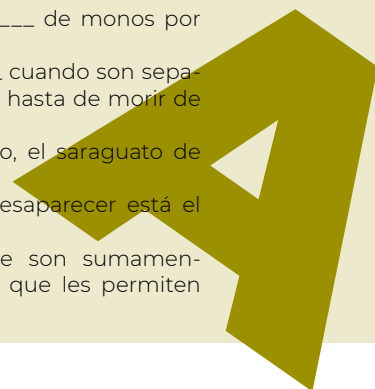 ___ de monos por
_ cuando son sepa-
hasta de morir de
o, el saraguato de
esaparecer está el
e son sumamen-
que les permiten
A